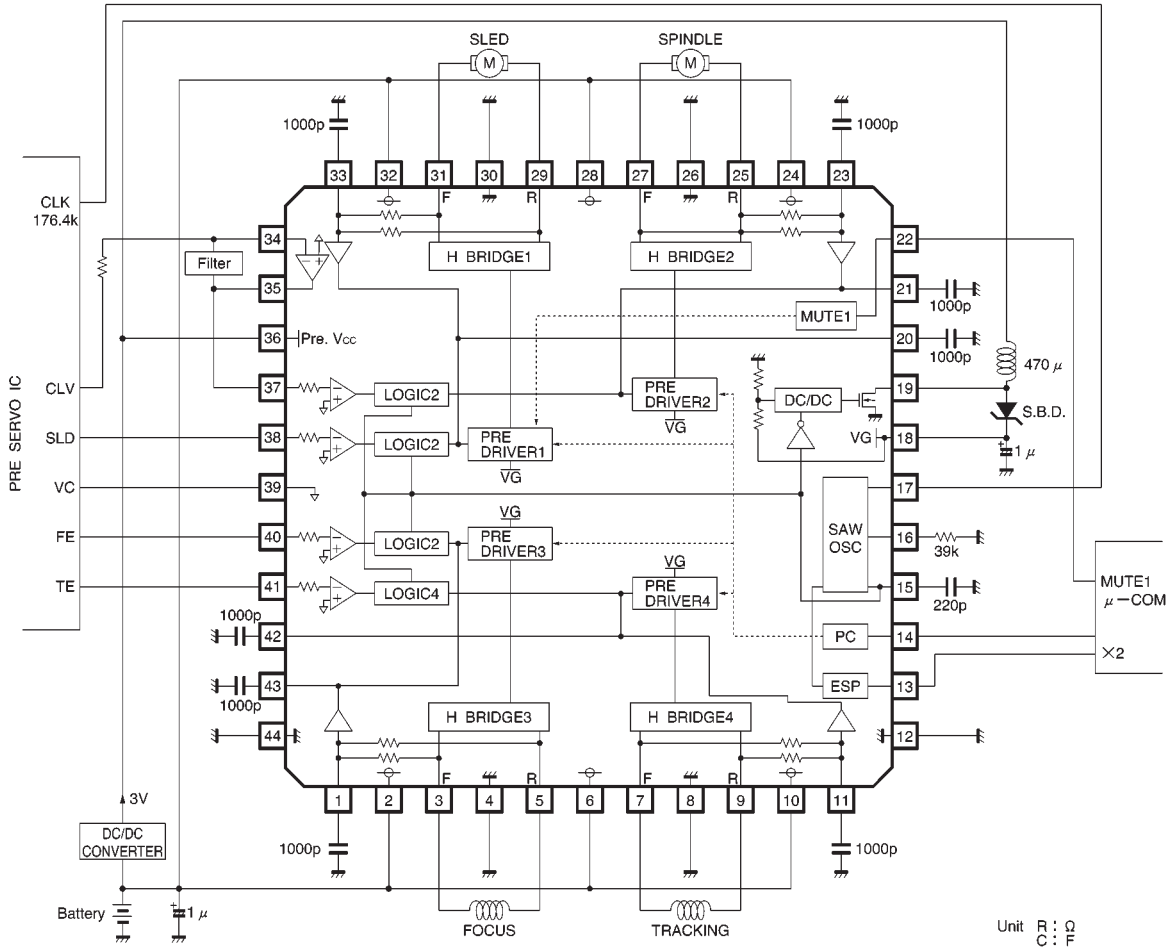 SLED
SPINDLE
M
M
1000p
1000p
33
32
31
30
29
28
27
26
25
24
23
F
R
F
R
CLK
176.4k
34
Filter
35
36
Pre. Vcc
37
38
39
40
41
42
43
44
H BRIDGE1
H BRIDGE2
22
21
20
19
18
17
16
15
14
13
12
1000p
1000p
MUTE1
470 μ
S.B.D.
1 μ
+
PRE SERVO IC
CLV
SLD
VC
FE
TE
LOGIC2
LOGIC2
LOGIC2
LOGIC4
PRE
DRIVER2
VG
PRE
DRIVER1
VG
VG
PRE
DRIVER3
VG
PRE
DRIVER4
DC/DC
VG
SAW
OSC
39k
220p
PC
ESP
MUTE1
μ-COM
×2
1000p
1000p
H BRIDGE3
H BRIDGE4
F
R
F
R
1
2
3
4
5
6
7
8
9
10
11
3V
DC/DC
CONVERTER
1000p
1000p
Battery
+
1 μ
FOCUS
TRACKING
Unit R : Ω
C : F